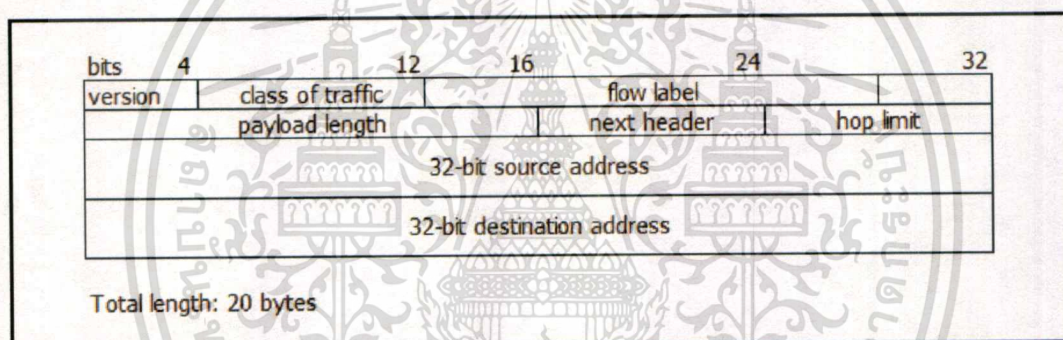 bits 4 12 16 24 32
version class of traffic flow label
payload length next header hop limit
32-bit source address
32-bit destination address
Total length: 20 bytes